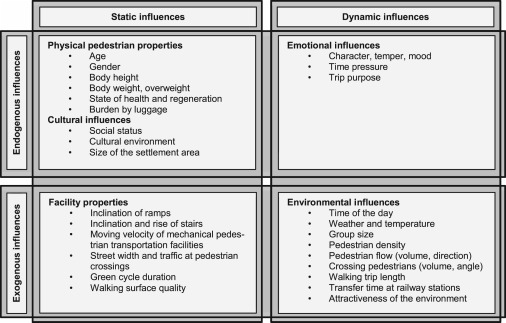 Static influences
Dynamic influences
Endogenous influences
Physical pedestrian properties
• Age
• Gender
• Body height
• Body weight, overweight
• State of health and regeneration
• Burden by luggage
Cultural influences
• Social status
• Cultural environment
• Size of the settlement area
Emotional influences
• Character, temper, mood
• Time pressure
• Trip purpose
Exogenous influences
Facility properties
• Inclination of ramps
• Inclination and rise of stairs
• Moving velocity of mechanical pedes-
trian transportation facilities
• Street width and traffic at pedestrian
crossings
• Green cycle duration
• Walking surface quality
Environmental influences
• Time of the day
• Weather and temperature
• Group size
• Pedestrian density
• Pedestrian flow (volume, direction)
• Crossing pedestrians (volume, angle)
• Walking trip length
• Transfer time at railway stations
• Attractiveness of the environment